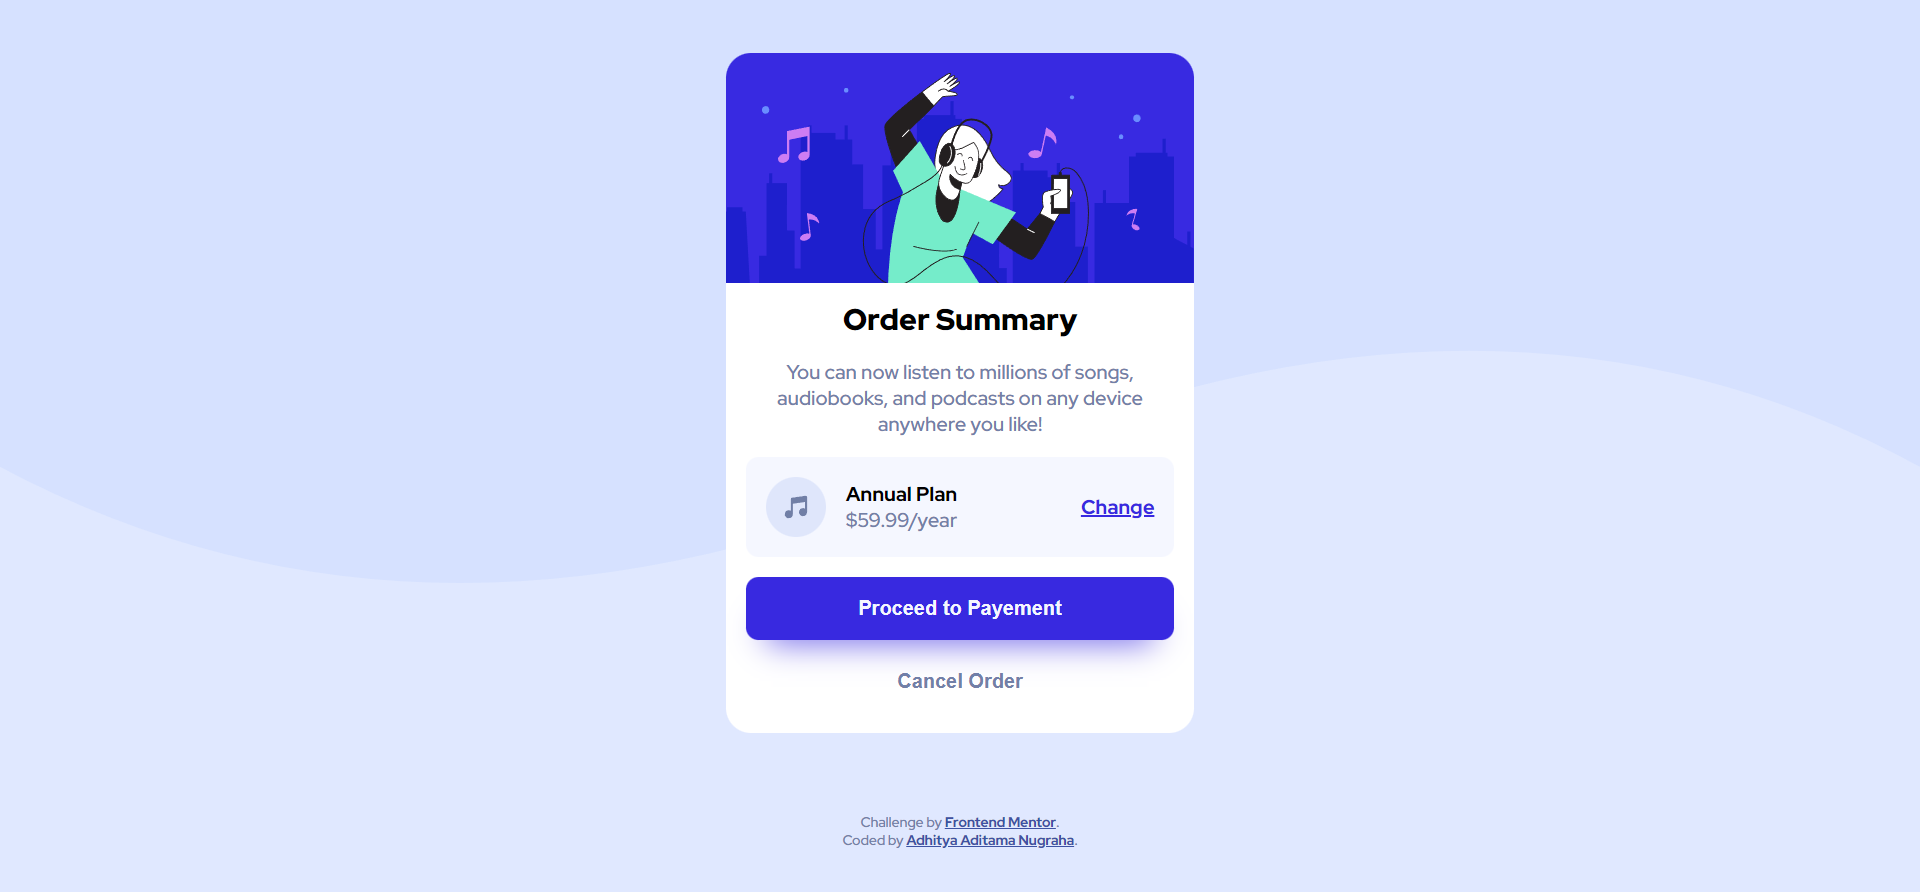 Order Summary
You can now listen to millions of songs,
audiobooks, and podcasts on any device
anywhere you like!
Annual Plan
$59.99/year
Change
Proceed to Payement
Cancel Order
Challenge by Frontend Mentor.
Coded by Adhitya Aditama Nugraha.